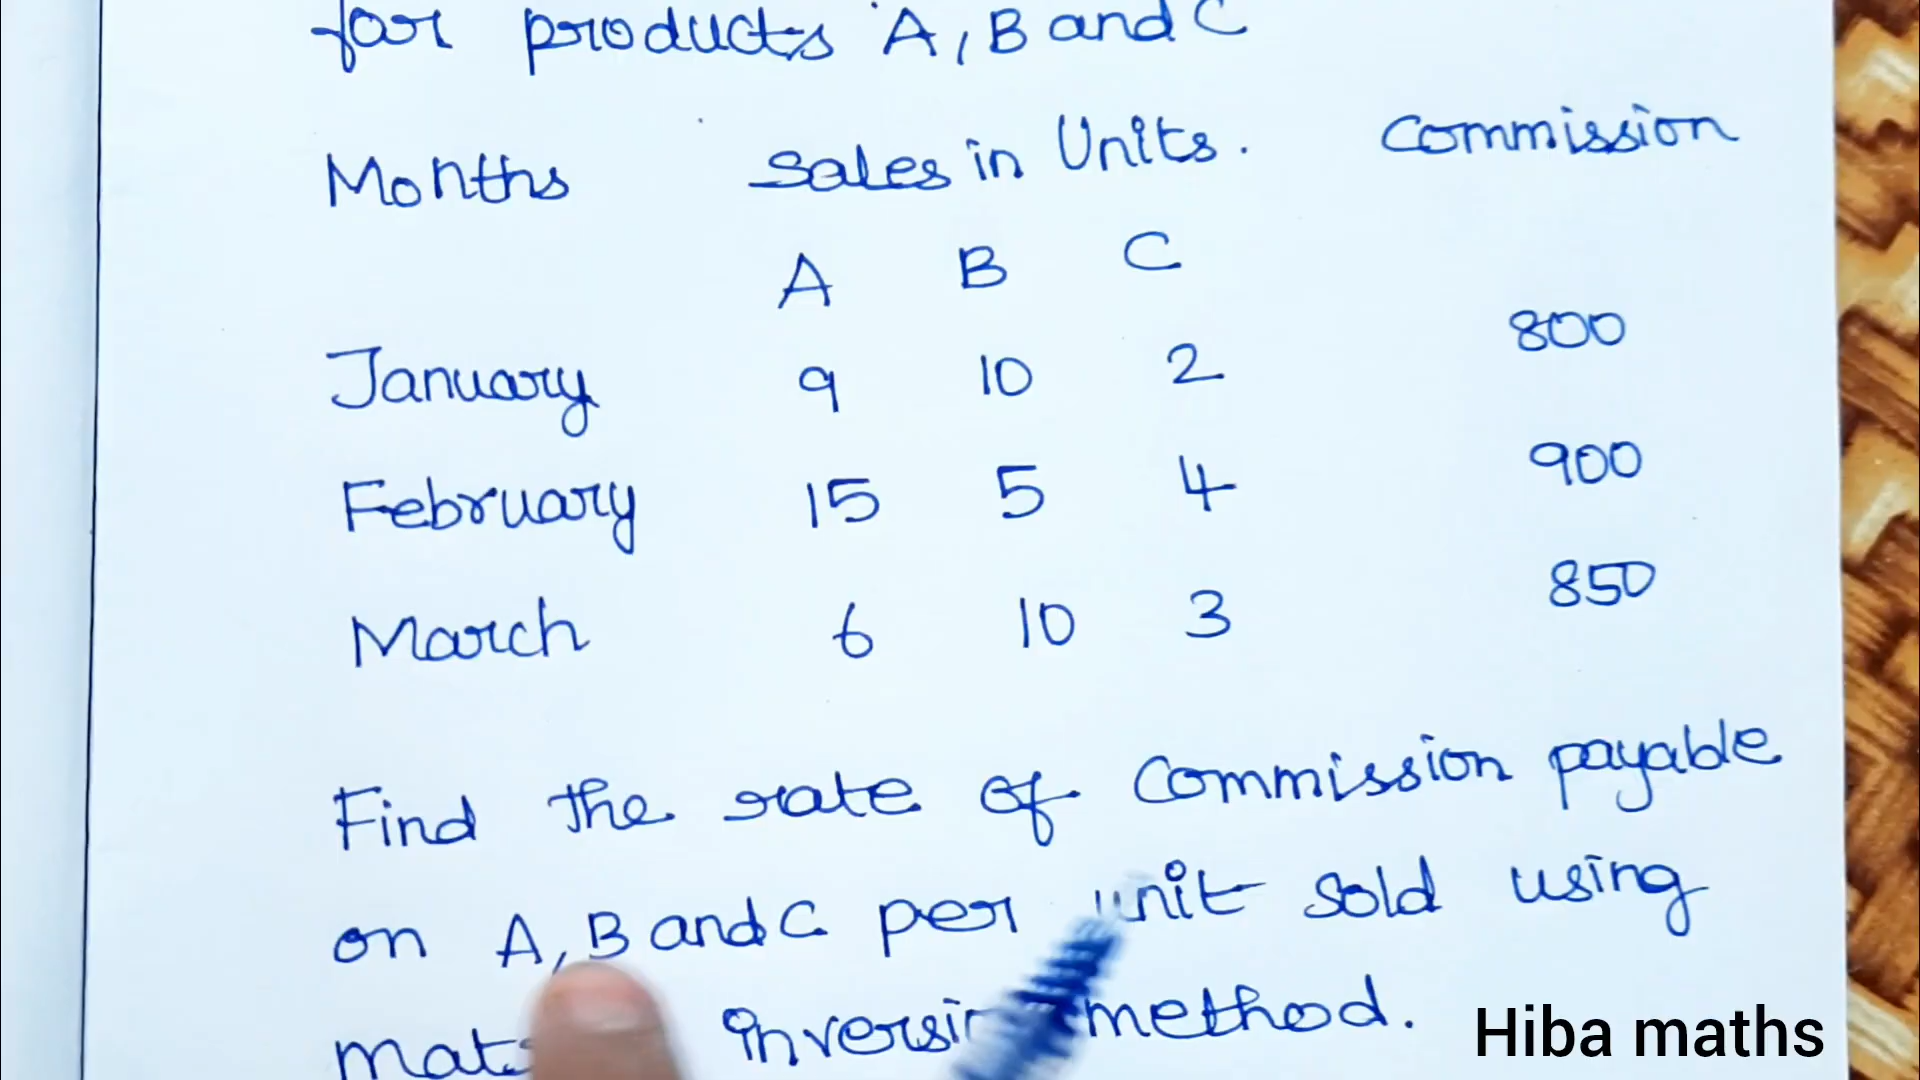 for products A, B and C
Months Sales in Units. Commission
A B C
January 9 10 2 800
February 15 5 4 900
March 6 10 3 850
Find the rate of Commission payable
on A, B and C per unit sold using
method.
Hiba maths